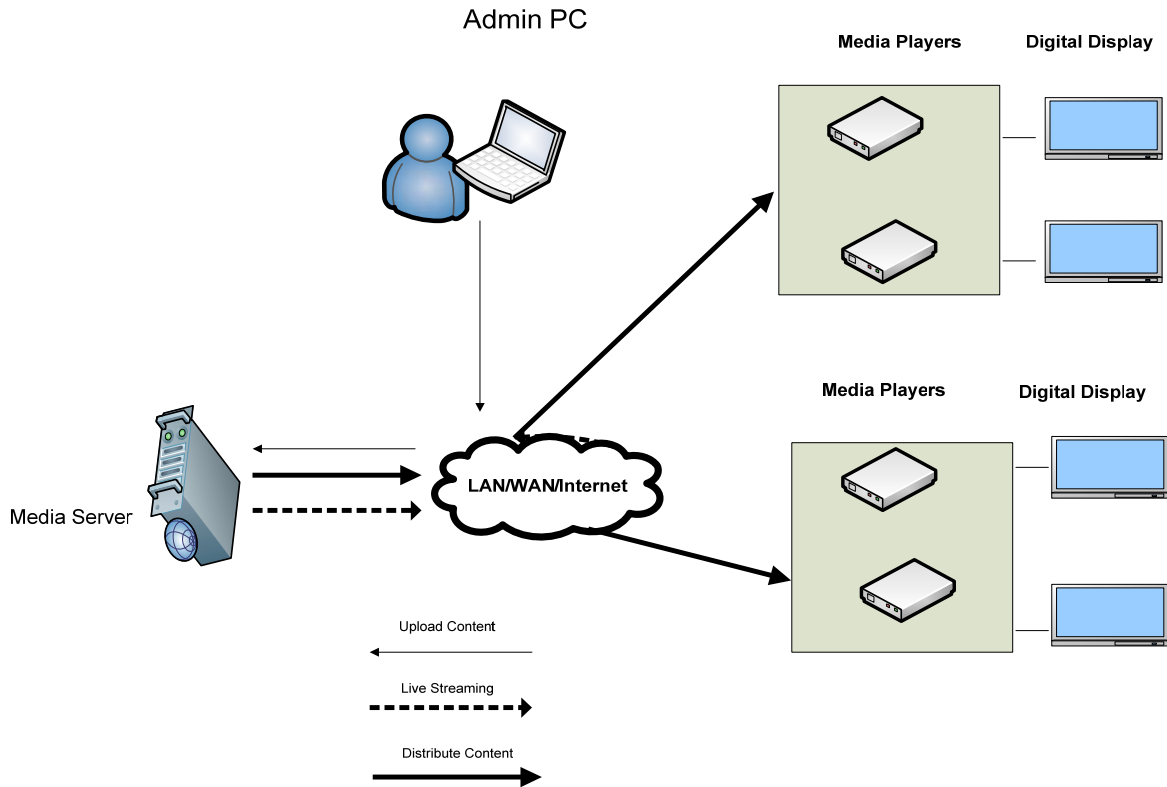 Admin PC
Media Players
Digital Display
Media Players
Digital Display
LAN/WAN/Internet
Media Server
Upload Content
Live Streaming
Distribute Content